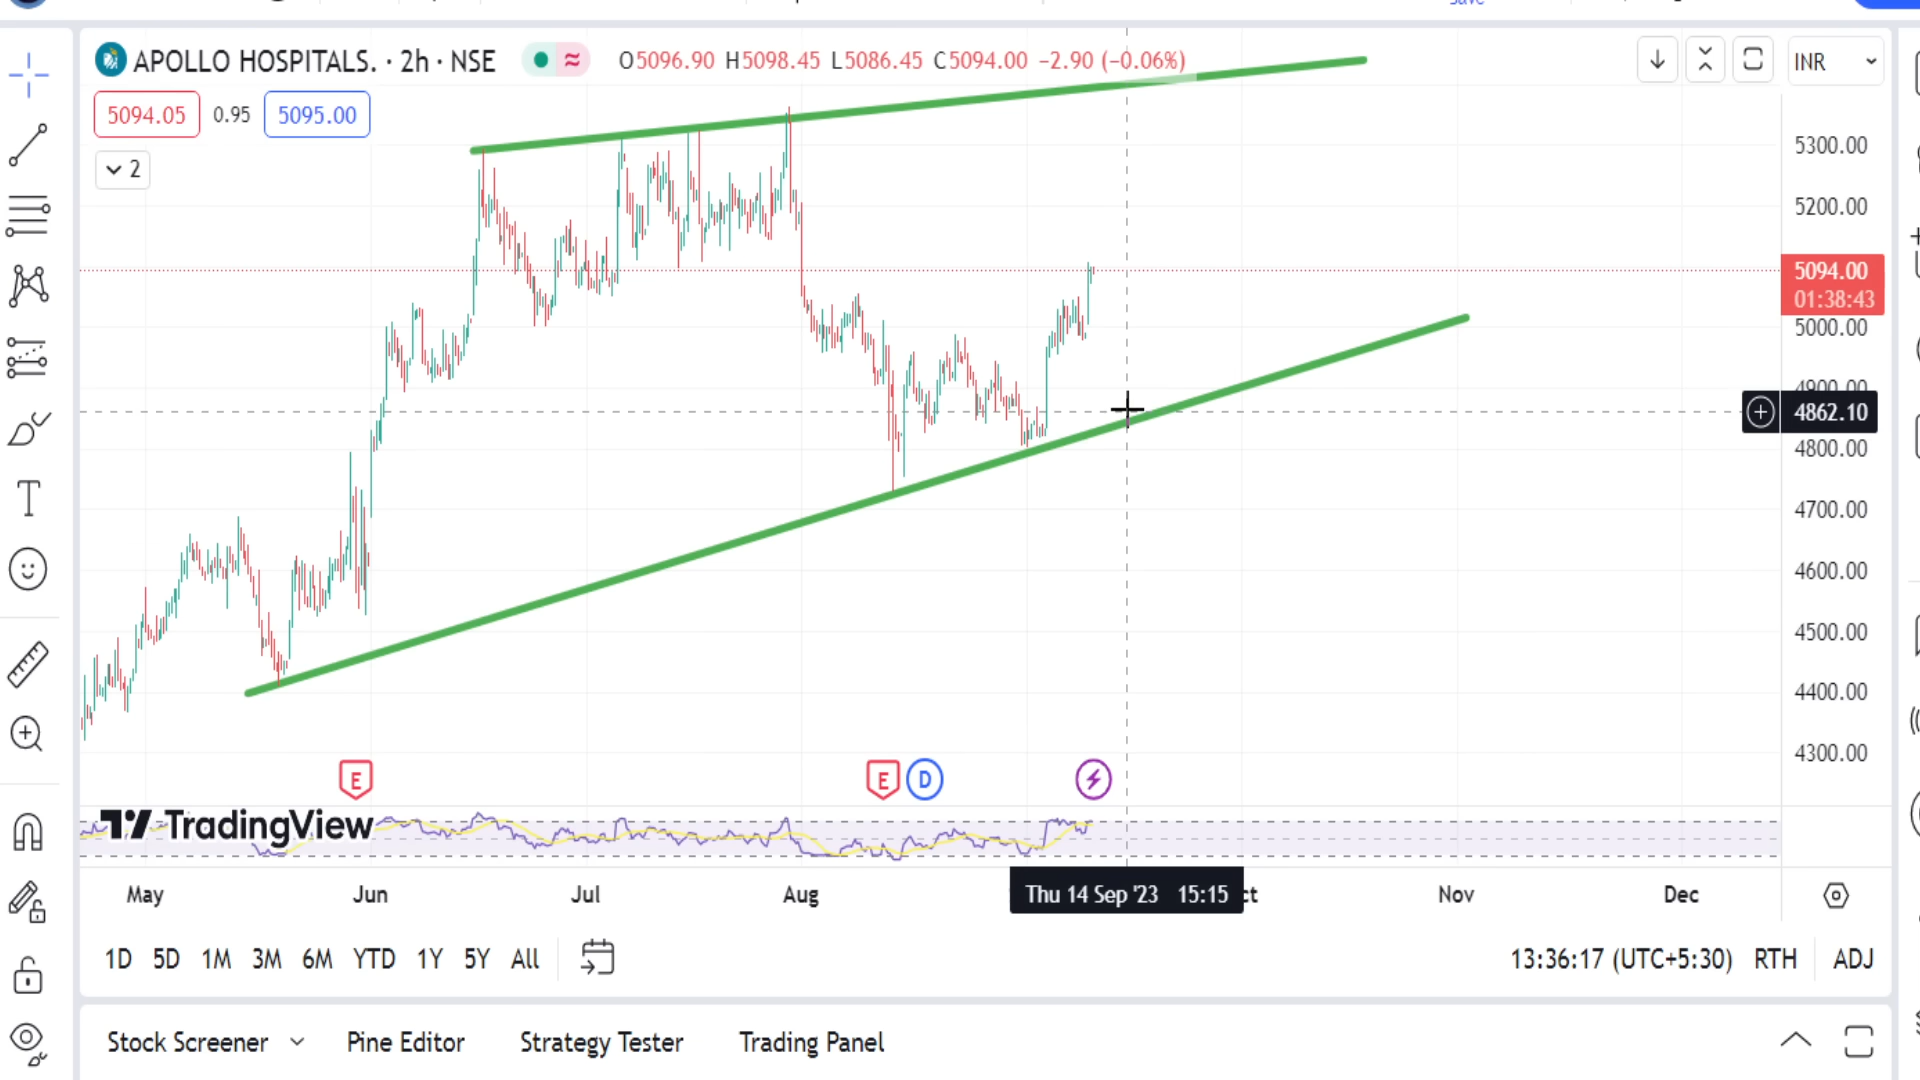 APOLLO HOSPITALS. · 2h · NSE
O5096.90 H5098.45 L5086.45 C5094.00 −2.90 (−0.06%)
INR
5094.05 0.95 5095.00
2
5300.00
5200.00
5094.00
01:38:43
5000.00
4900.00
4862.10
4800.00
4700.00
4600.00
4500.00
4400.00
4300.00
E E D
TradingView
May Jun Jul Aug Thu 14 Sep '23 15:15 ct Nov Dec
1D 5D 1M 3M 6M YTD 1Y 5Y All 13:36:17 (UTC+5:30) RTH ADJ
Stock Screener Pine Editor Strategy Tester Trading Panel